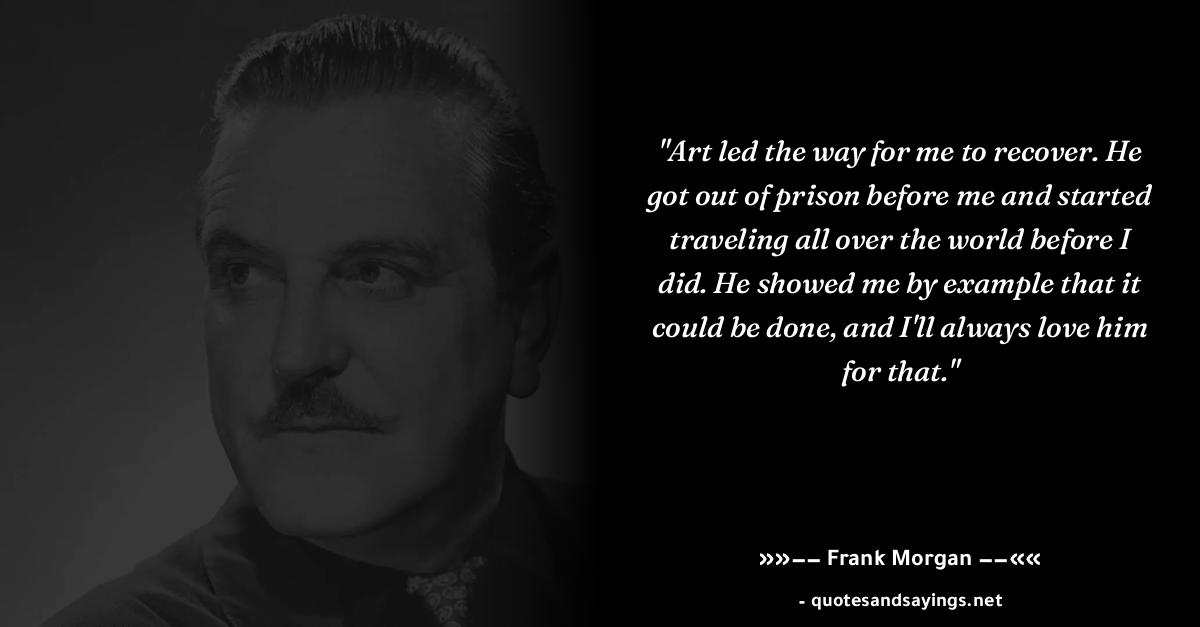 "Art led the way for me to recover. He
got out of prison before me and started
traveling all over the world before I
did. He showed me by example that it
could be done, and I'll always love him
for that."
»»–– Frank Morgan ––««
- quotesandsayings.net